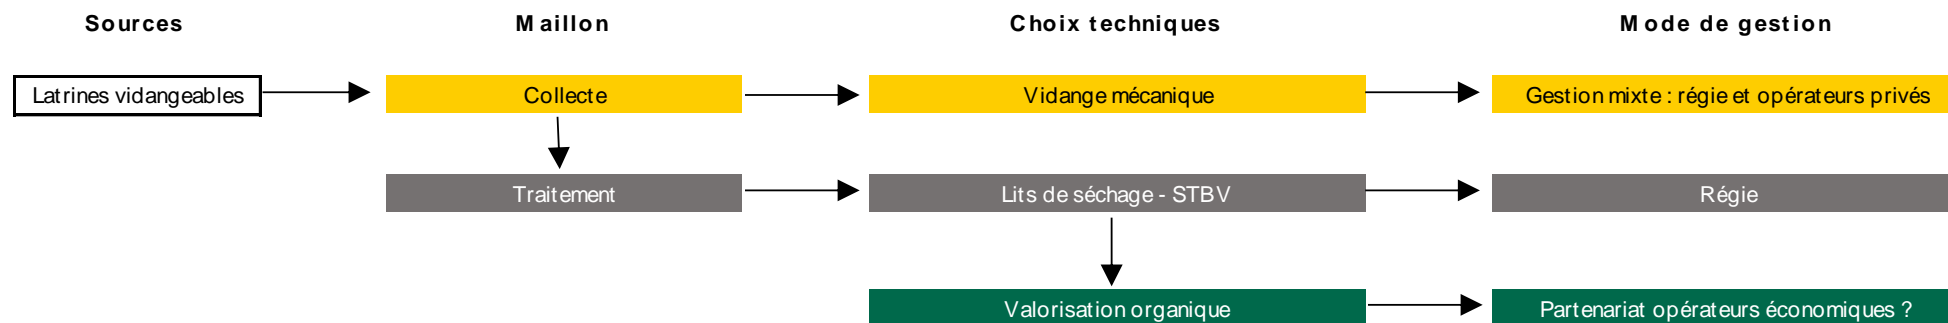 Sources
Maillon
Choix techniques
Mode de gestion
Latrines vidangeables
Collecte
Vidange mécanique
Gestion mixte : régie et opérateurs privés
Traitement
Lits de séchage - STBV
Régie
Valorisation organique
Partenariat opérateurs économiques ?